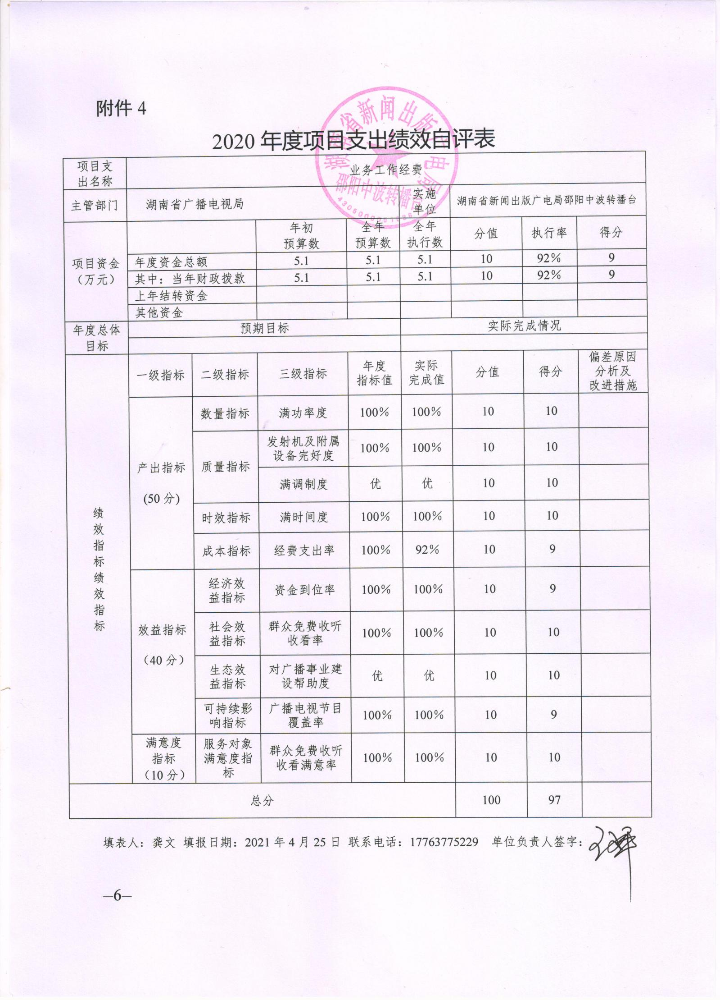 附件 4
湖南省新闻出版广电局
邵阳中波转播台
2020 年度项目支出绩效自评表
项目支
出名称
业务工作经费
主管部门
湖南省广播电视局
实施
单位
湖南省新闻出版广电局邵阳中波转播台
项目资金
（万元）
年初
预算数
全年
预算数
全年
执行数
分值
执行率
得分
年度资金总额 5.1 5.1 5.1 10 92% 9
其中：当年财政拨款 5.1 5.1 5.1 10 92% 9
上年结转资金
其他资金
年度总体
目标
预期目标 实际完成情况
绩效指标绩效指标
一级指标 二级指标 三级指标
年度
指标值
实际
完成值
分值 得分
偏差原因
分析及
改进措施
产出指标
(50 分)
数量指标 满功率度 100% 100% 10 10
质量指标
发射机及附属
设备完好度
100% 100% 10 10
满调制度 优 优 10 10
时效指标 满时间度 100% 100% 10 10
成本指标 经费支出率 100% 92% 10 9
效益指标
（40 分）
经济效
益指标
资金到位率 100% 100% 10 9
社会效
益指标
群众免费收听
收看率
100% 100% 10 10
生态效
益指标
对广播事业建
设帮助度
优 优 10 10
可持续影
响指标
广播电视节目
覆盖率
100% 100% 10 9
满意度
指标
（10 分）
服务对象
满意度指
标
群众免费收听
收看满意率
100% 100% 10 10
总分 100 97
填表人：龚文 填报日期：2021 年 4 月 25 日 联系电话：17763775229 单位负责人签字：
—6—